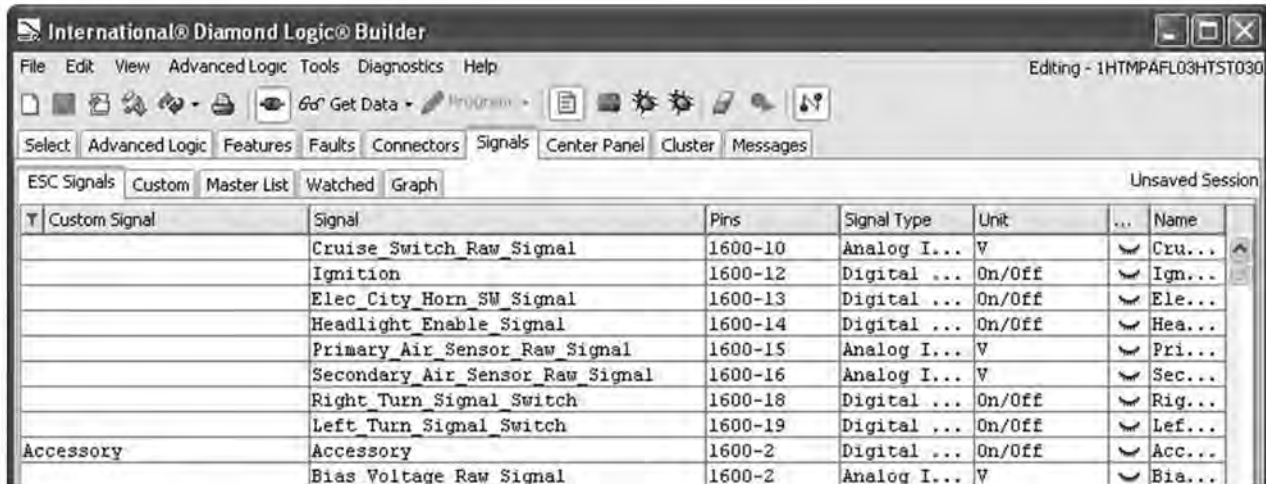 International® Diamond Logic® Builder
File Edit View Advanced Logic Tools Diagnostics Help Editing - 1HTMPAFL03HTST030
Get Data Program
Select Advanced Logic Features Faults Connectors Signals Center Panel Cluster Messages
ESC Signals Custom Master List Watched Graph Unsaved Session
Custom Signal Signal Pins Signal Type Unit ... Name
Cruise_Switch_Raw_Signal 1600-10 Analog I... V Cru...
Ignition 1600-12 Digital ... On/Off Ign...
Elec_City_Horn_SW_Signal 1600-13 Digital ... On/Off Ele...
Headlight_Enable_Signal 1600-14 Digital ... On/Off Hea...
Primary_Air_Sensor_Raw_Signal 1600-15 Analog I... V Pri...
Secondary_Air_Sensor_Raw_Signal 1600-16 Analog I... V Sec...
Right_Turn_Signal_Switch 1600-18 Digital ... On/Off Rig...
Left_Turn_Signal_Switch 1600-19 Digital ... On/Off Lef...
Accessory Accessory 1600-2 Digital ... On/Off Acc...
Bias_Voltage_Raw_Signal 1600-2 Analog I... V Bia...